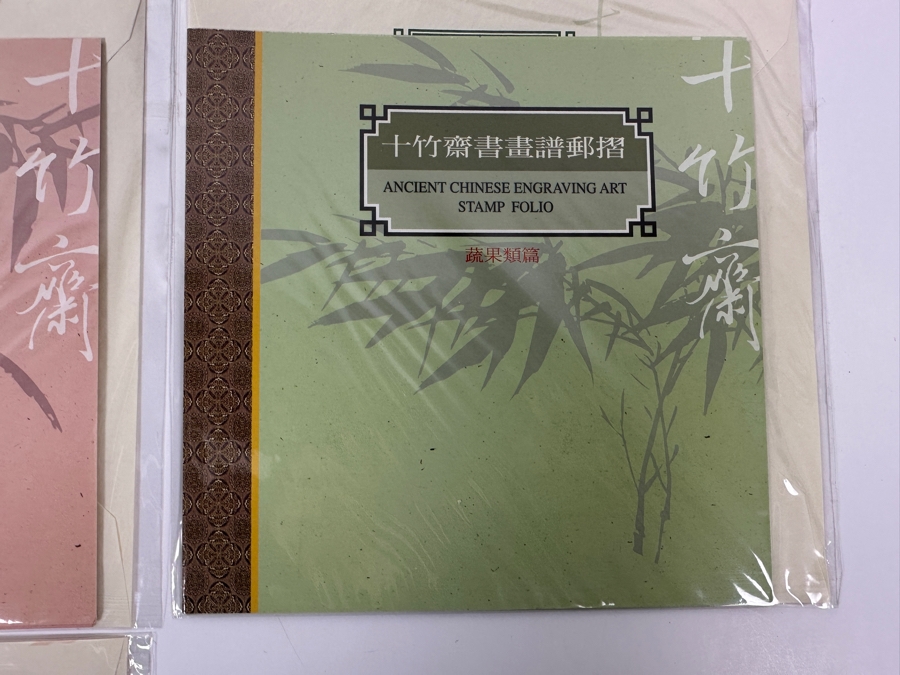 十竹齋書畫譜郵摺
ANCIENT CHINESE ENGRAVING ART
STAMP FOLIO
蔬果類篇
十竹齋
十竹齋